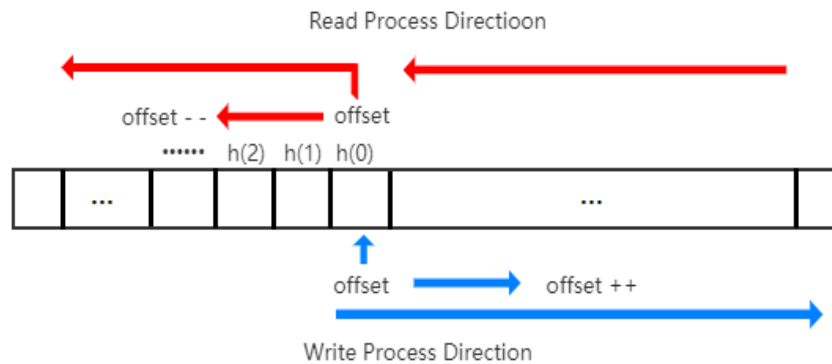 Read Process Directioon
offset - - offset
•••••• h(2) h(1) h(0)
... ...
offset offset ++
Write Process Direction